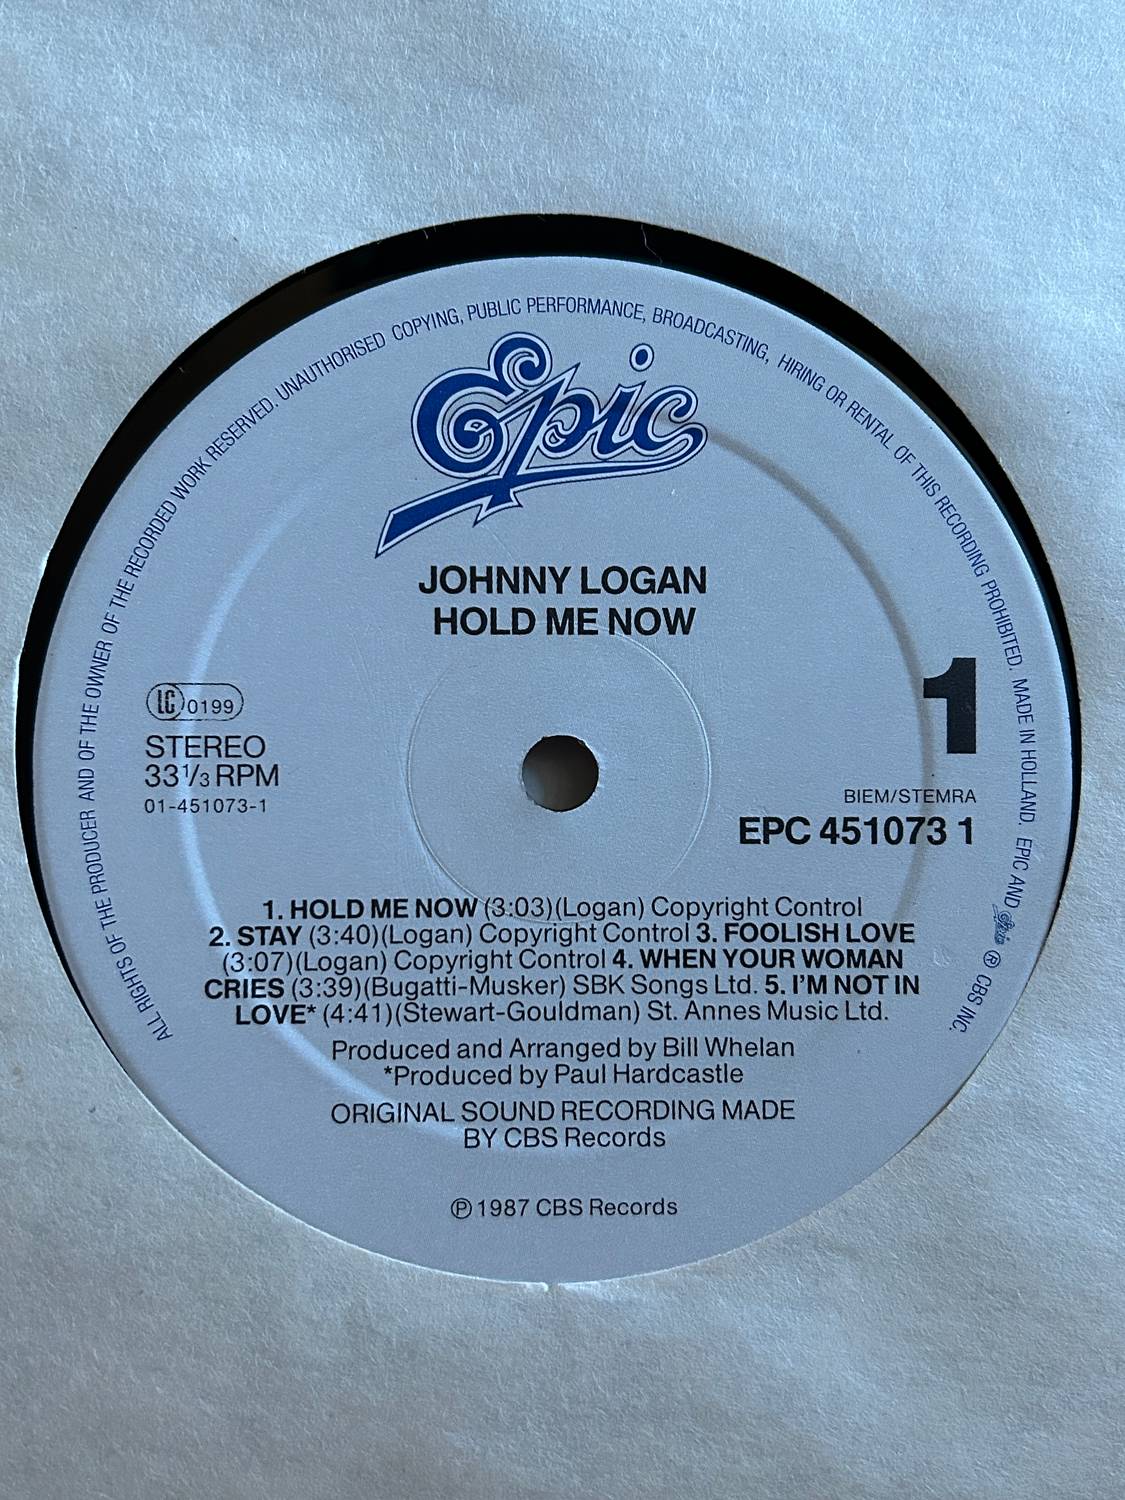 ALL RIGHTS OF THE PRODUCER AND OF THE OWNER OF THE RECORDED WORK RESERVED. UNAUTHORISED COPYING, PUBLIC PERFORMANCE, BROADCASTING, HIRING OR RENTAL OF THIS RECORDING PROHIBITED. MADE IN HOLLAND. EPIC AND Epic ® CBS INC.
Epic
JOHNNY LOGAN
HOLD ME NOW
1
LC 0199
STEREO
33 1/3 RPM
01-451073-1
BIEM/STEMRA
EPC 451073 1
1. HOLD ME NOW (3:03)(Logan) Copyright Control
2. STAY (3:40)(Logan) Copyright Control 3. FOOLISH LOVE
(3:07)(Logan) Copyright Control 4. WHEN YOUR WOMAN
CRIES (3:39)(Bugatti-Musker) SBK Songs Ltd. 5. I'M NOT IN
LOVE* (4:41)(Stewart-Gouldman) St. Annes Music Ltd.
Produced and Arranged by Bill Whelan
*Produced by Paul Hardcastle
ORIGINAL SOUND RECORDING MADE
BY CBS Records
℗ 1987 CBS Records